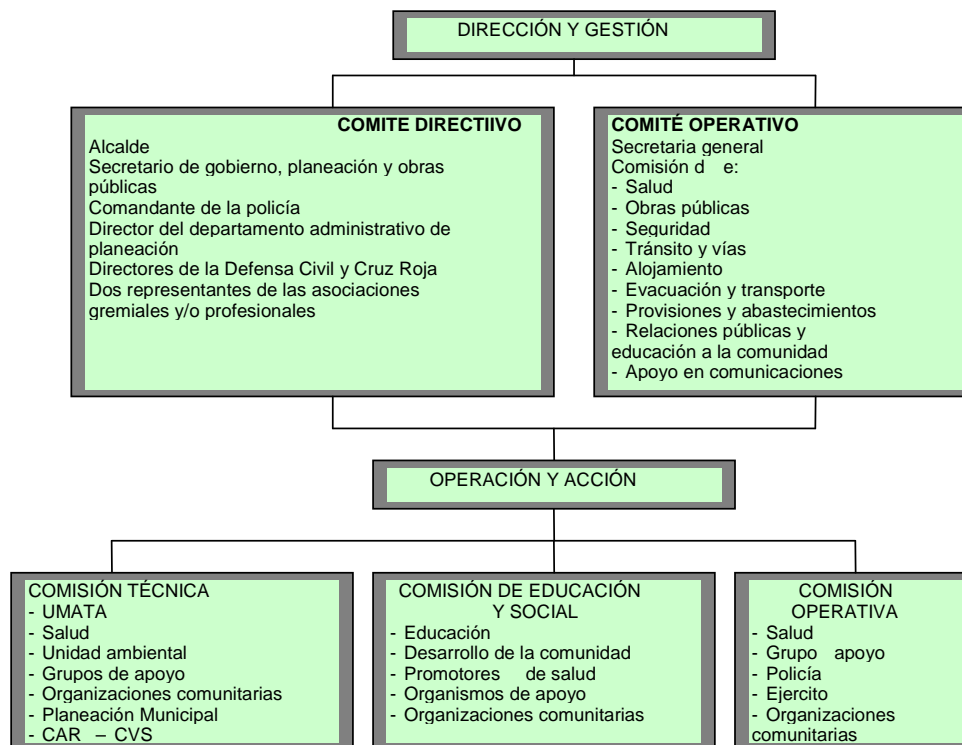 DIRECCIÓN Y GESTIÓN
COMITE DIRECTIIVO
Alcalde
Secretario de gobierno, planeación y obras
públicas
Comandante de la policía
Director del departamento administrativo de
planeación
Directores de la Defensa Civil y Cruz Roja
Dos representantes de las asociaciones
gremiales y/o profesionales
COMITÉ OPERATIVO
Secretaria general
Comisión d e:
- Salud
- Obras públicas
- Seguridad
- Tránsito y vías
- Alojamiento
- Evacuación y transporte
- Provisiones y abastecimientos
- Relaciones públicas y
educación a la comunidad
- Apoyo en comunicaciones
OPERACIÓN Y ACCIÓN
COMISIÓN TÉCNICA
- UMATA
- Salud
- Unidad ambiental
- Grupos de apoyo
- Organizaciones comunitarias
- Planeación Municipal
- CAR – CVS
COMISIÓN DE EDUCACIÓN
Y SOCIAL
- Educación
- Desarrollo de la comunidad
- Promotores de salud
- Organismos de apoyo
- Organizaciones comunitarias
COMISIÓN
OPERATIVA
- Salud
- Grupo apoyo
- Policía
- Ejercito
- Organizaciones
comunitarias